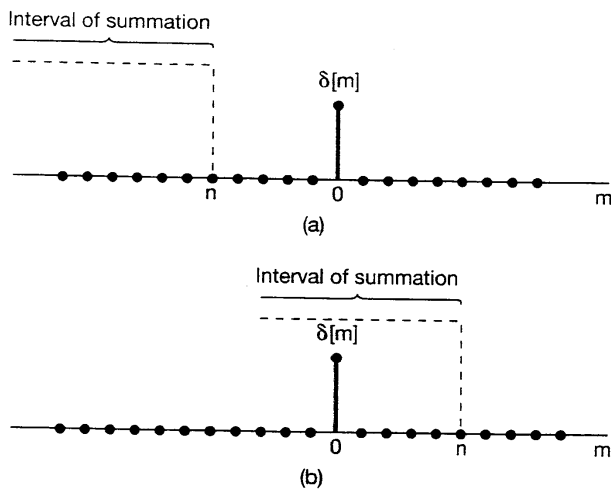 Interval of summation
δ[m]
n 0 m
(a)
Interval of summation
δ[m]
0 n m
(b)